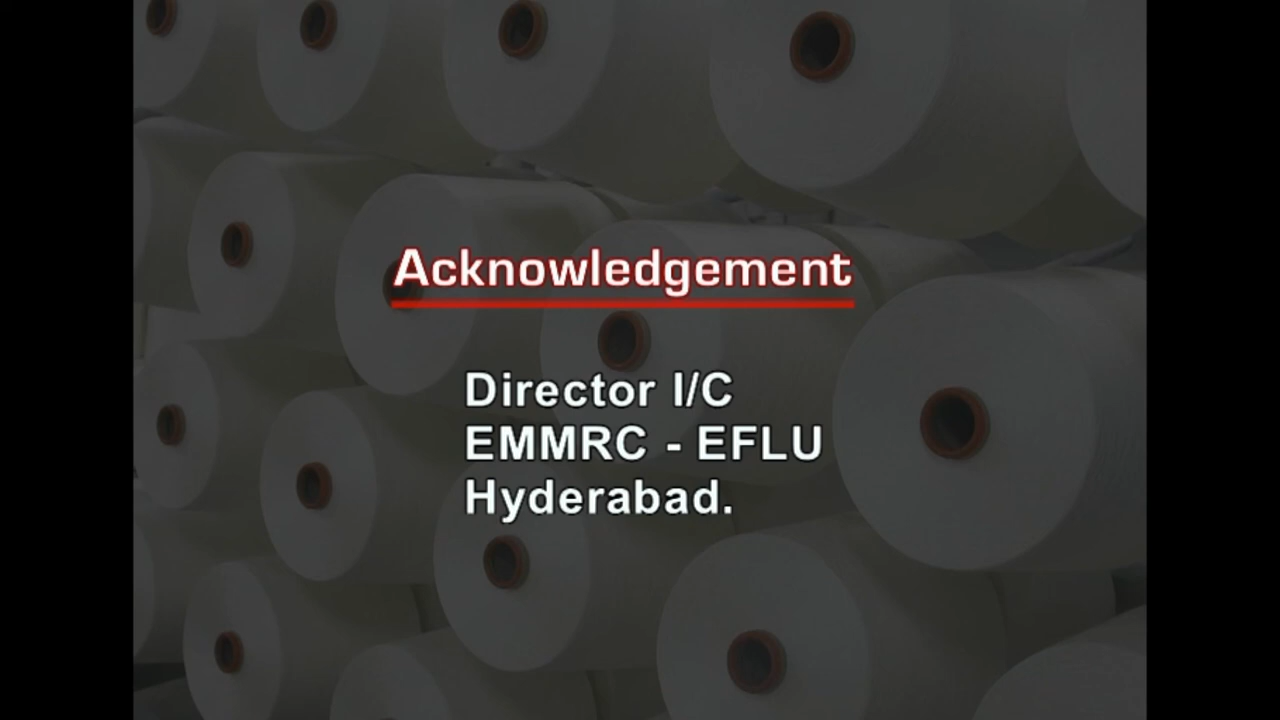 Acknowledgement
Director I/C
EMMRC - EFLU
Hyderabad.